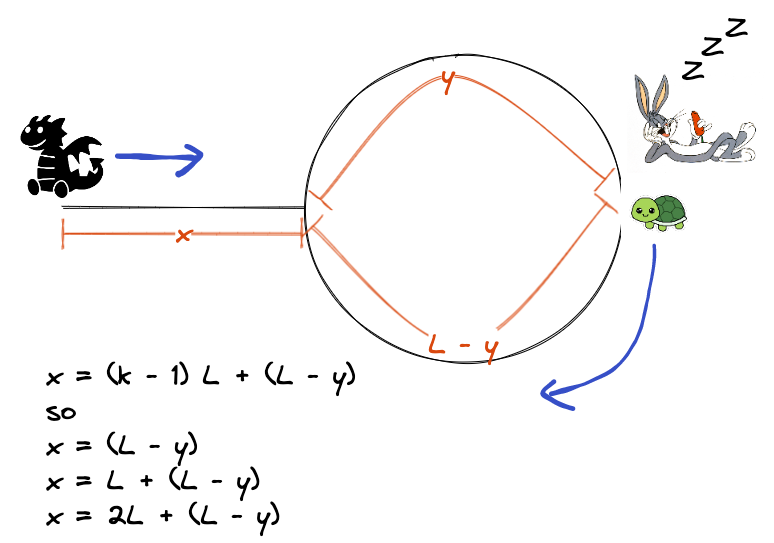 z z z
y
x
L - y
x = (k - 1) L + (L - y)
so
x = (L - y)
x = L + (L - y)
x = 2L + (L - y)